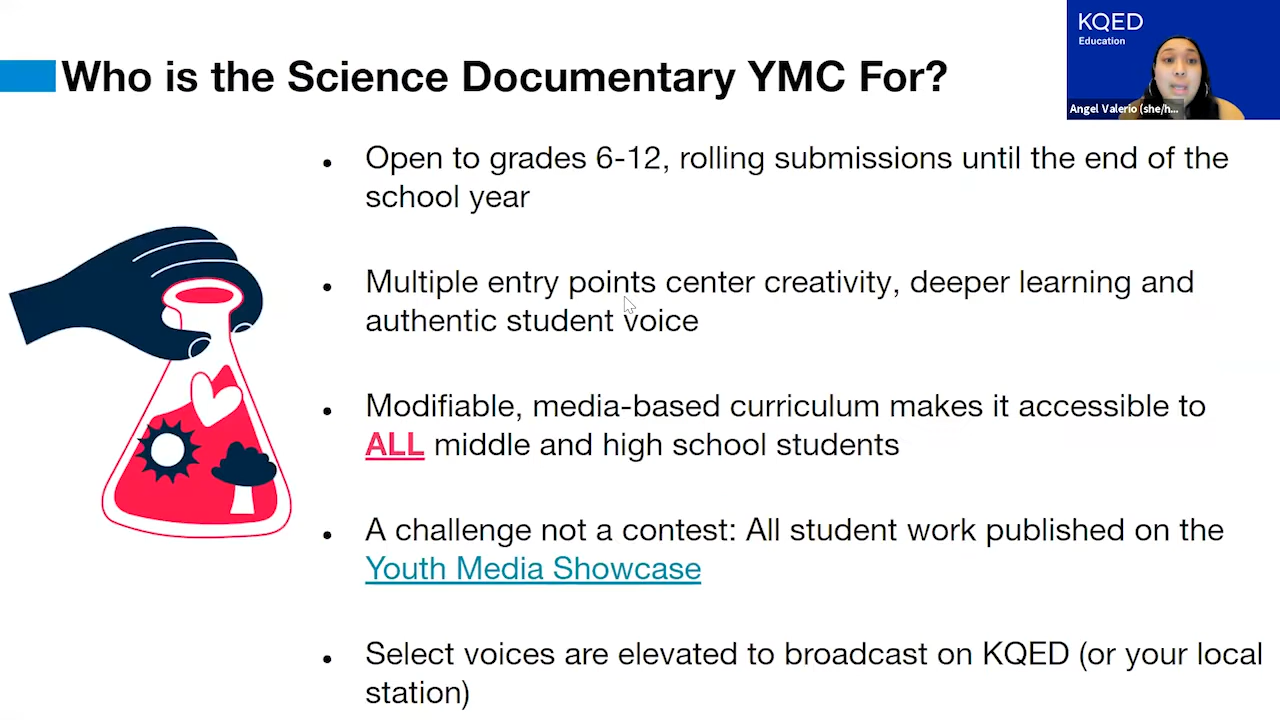 Who is the Science Documentary YMC For?
KQED
Education
Angel Valerio (she/h...
• Open to grades 6-12, rolling submissions until the end of the
school year
• Multiple entry points center creativity, deeper learning and
authentic student voice
• Modifiable, media-based curriculum makes it accessible to
ALL middle and high school students
• A challenge not a contest: All student work published on the
Youth Media Showcase
• Select voices are elevated to broadcast on KQED (or your local
station)